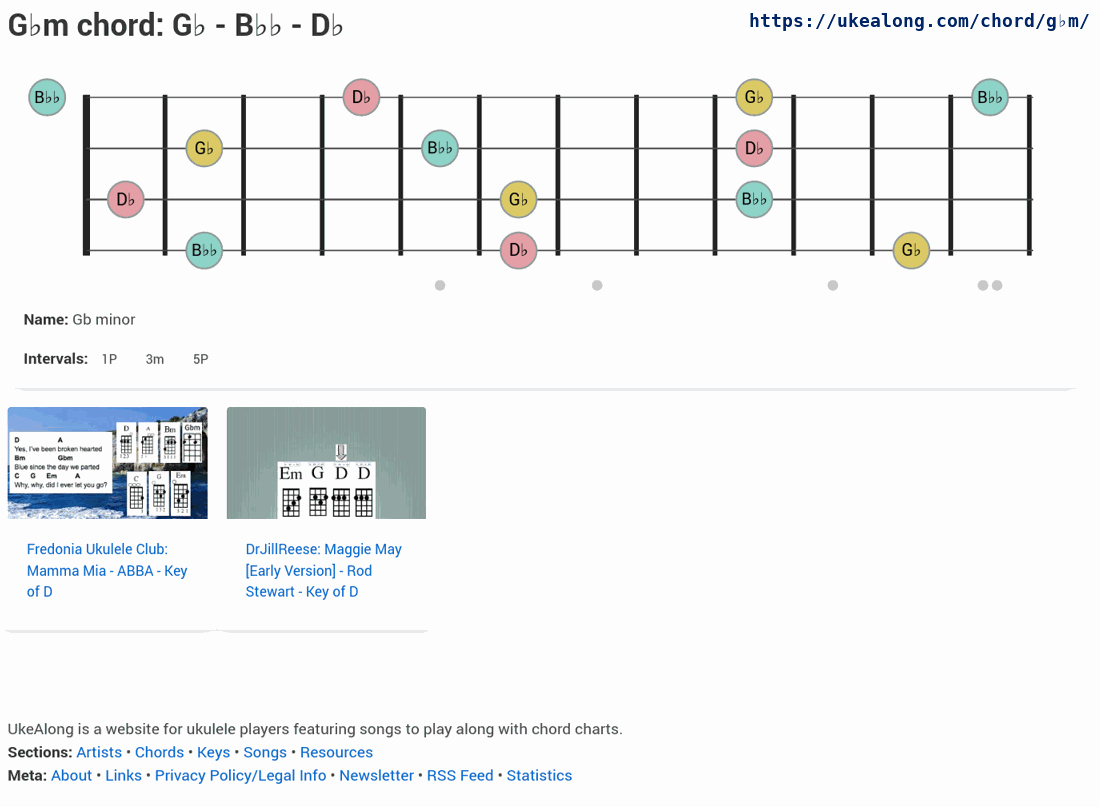 G♭m chord: G♭ - B♭♭ - D♭
https://ukealong.com/chord/g♭m/
B♭♭ D♭ G♭ B♭♭
G♭ B♭♭ D♭
D♭ G♭ B♭♭
B♭♭ D♭ G♭
Name: Gb minor
Intervals: 1P 3m 5P
D A
Yes, I've been broken hearted
Bm Gbm
Blue since the day we parted
C G Em A
Why, why, did I ever let you go?
D A Bm Gbm
C G Em
Em G D D
Fredonia Ukulele Club:
Mamma Mia - ABBA - Key
of D
DrJillReese: Maggie May
[Early Version] - Rod
Stewart - Key of D
UkeAlong is a website for ukulele players featuring songs to play along with chord charts.
Sections: Artists • Chords • Keys • Songs • Resources
Meta: About • Links • Privacy Policy/Legal Info • Newsletter • RSS Feed • Statistics